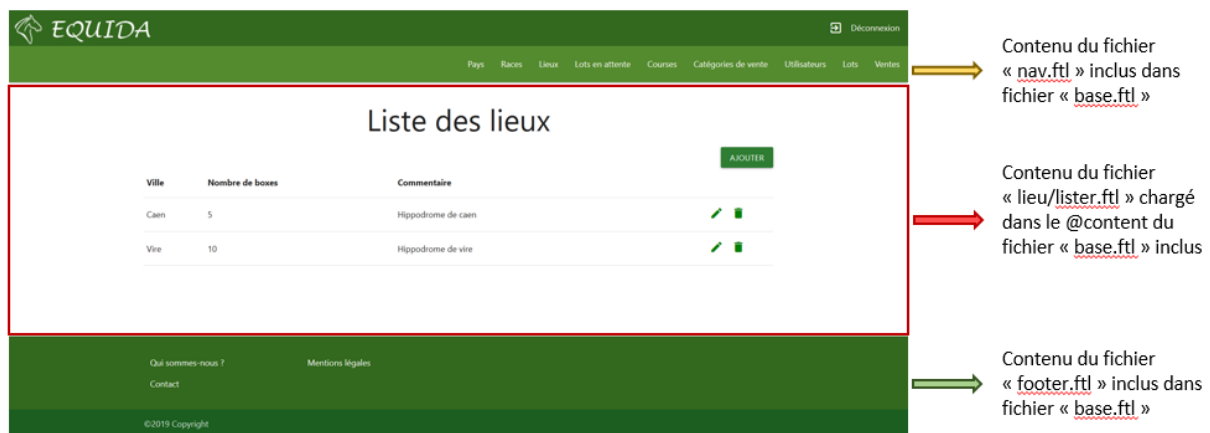 EQUIDA
Déconnexion
Pays Races Lieux Lots en attente Courses Catégories de vente Utilisateurs Lots Ventes
Contenu du fichier
« nav.ftl » inclus dans
fichier « base.ftl »
Liste des lieux
AJOUTER
Ville Nombre de boxes Commentaire
Caen 5 Hippodrome de caen
Vire 10 Hippodrome de vire
Contenu du fichier
« lieu/lister.ftl » chargé
dans le @content du
fichier « base.ftl » inclus
Qui sommes-nous ? Mentions légales
Contact
©2019 Copyright
Contenu du fichier
« footer.ftl » inclus dans
fichier « base.ftl »